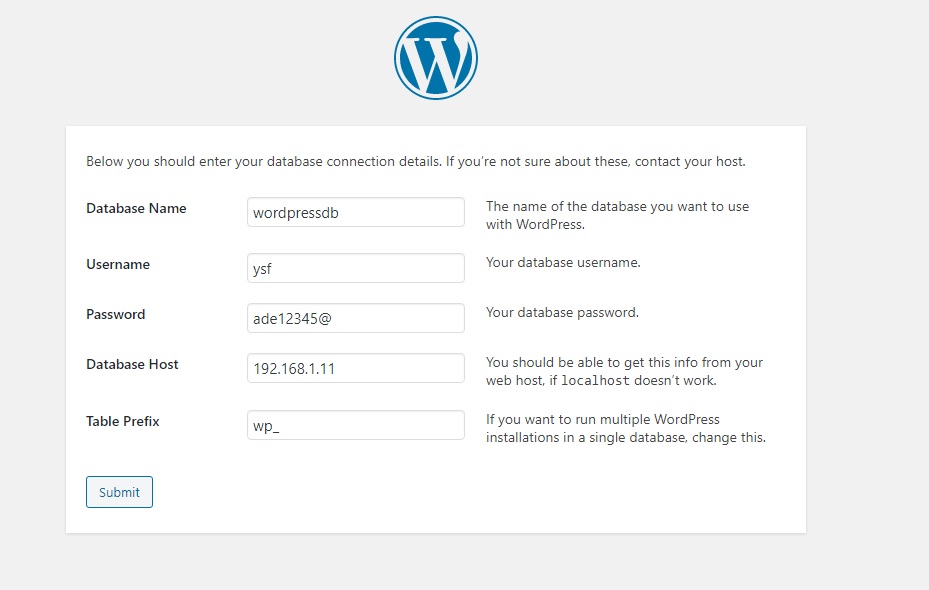 Below you should enter your database connection details. If you’re not sure about these, contact your host.
Database Name
wordpressdb
The name of the database you want to use
with WordPress.
Username
ysf
Your database username.
Password
ade12345@
Your database password.
Database Host
192.168.1.11
You should be able to get this info from your
web host, if localhost doesn’t work.
Table Prefix
wp_
If you want to run multiple WordPress
installations in a single database, change this.
Submit